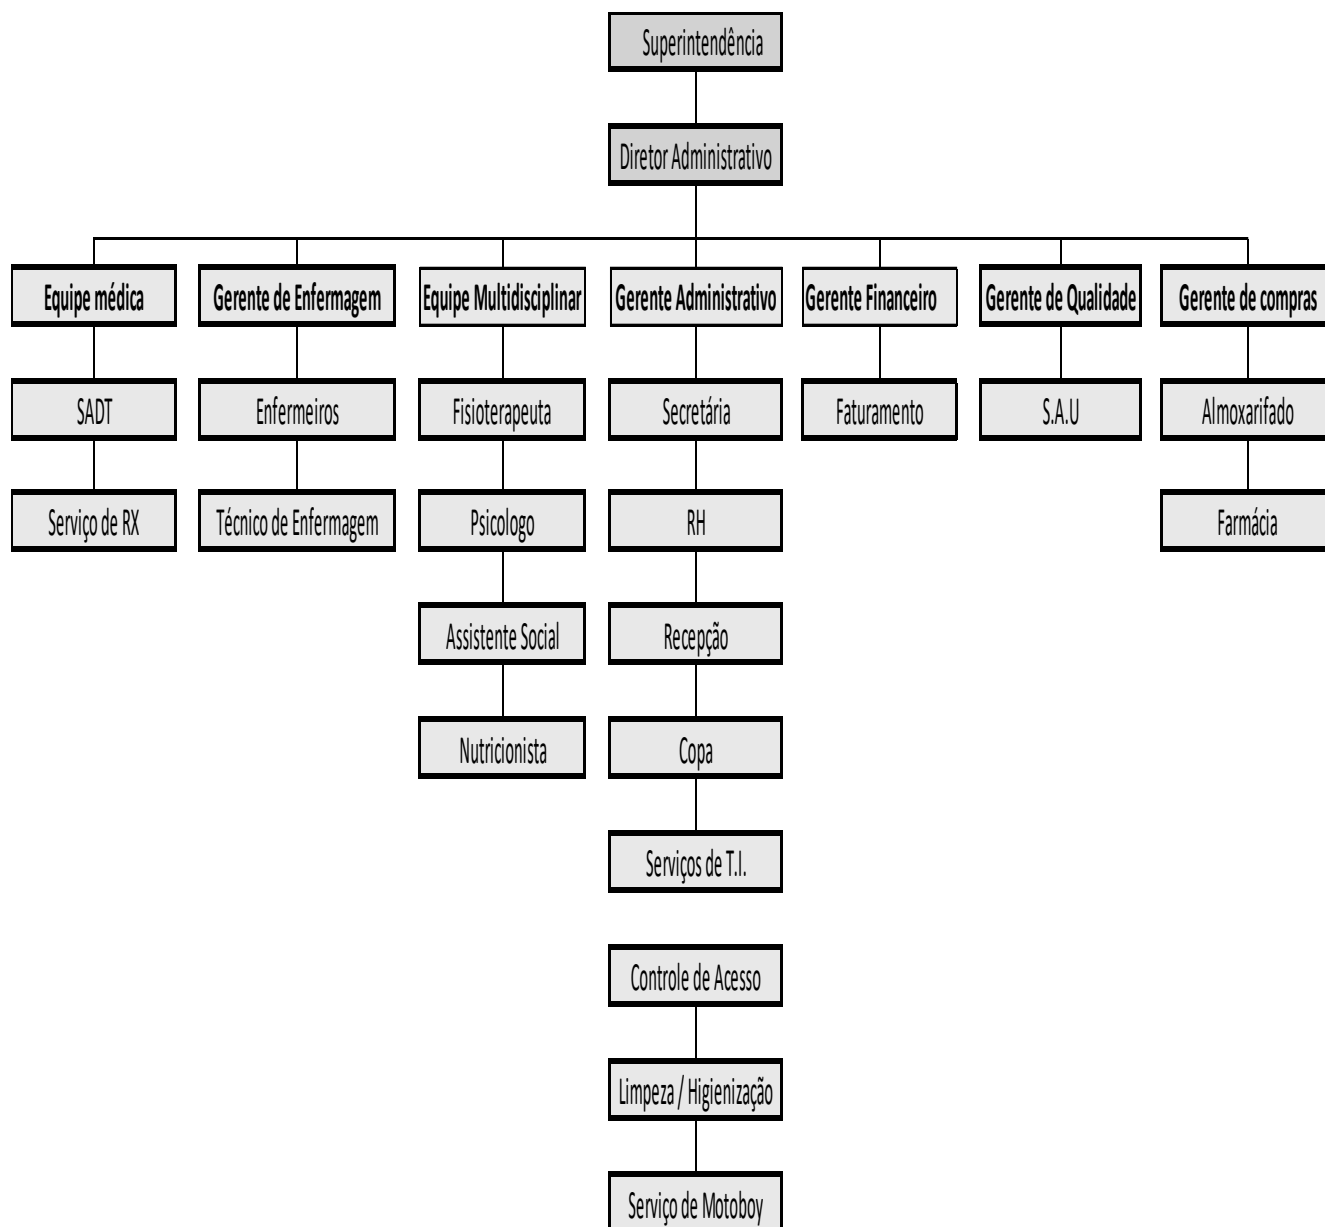 Superintendência
Diretor Administrativo
Equipe médica
Gerente de Enfermagem
Equipe Multidisciplinar
Gerente Administrativo
Gerente Financeiro
Gerente de Qualidade
Gerente de compras
SADT
Enfermeiros
Fisioterapeuta
Secretária
Faturamento
S.A.U
Almoxarifado
Serviço de RX
Técnico de Enfermagem
Psicologo
RH
Farmácia
Assistente Social
Recepção
Nutricionista
Copa
Serviços de T.I.
Controle de Acesso
Limpeza / Higienização
Serviço de Motoboy